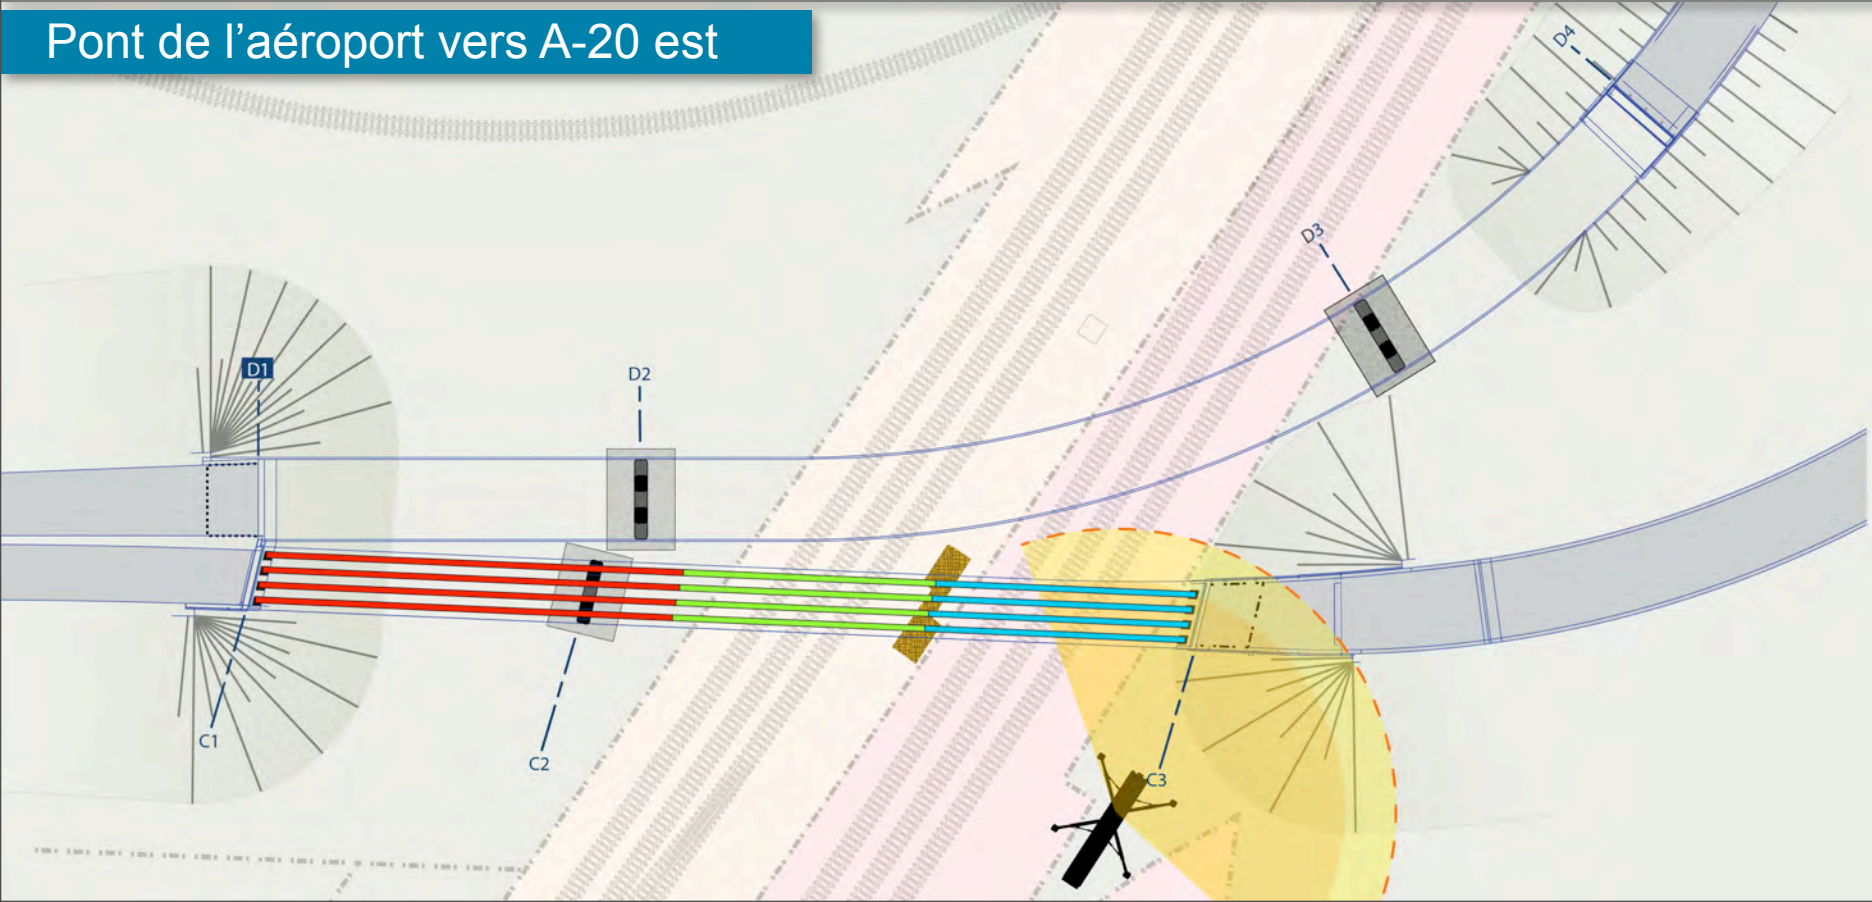 Pont de l’aéroport vers A-20 est
D4
D3
D1
D2
C1
C2
C3